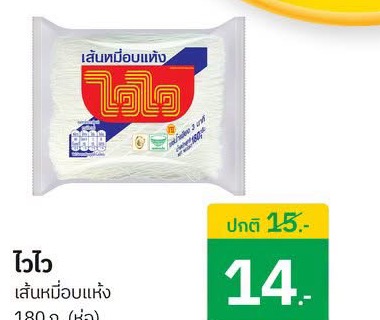 เส้นหมี่อบแห้ง
ไวไว
ปกติ 15.-
14.-
ไวไว
เส้นหมี่อบแห้ง
180 ก. (ห่อ)